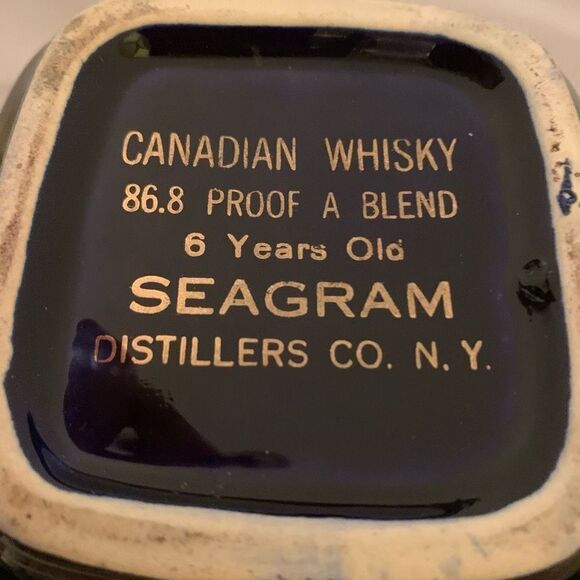 CANADIAN WHISKY
86.8 PROOF A BLEND
6 Years Old
SEAGRAM
DISTILLERS CO. N.Y.